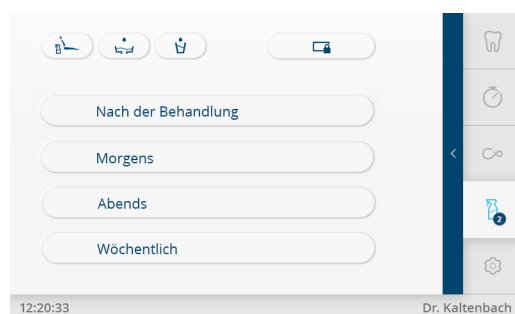 Nach der Behandlung
Morgens
Abends
Wöchentlich
2
12:20:33
Dr. Kaltenbach